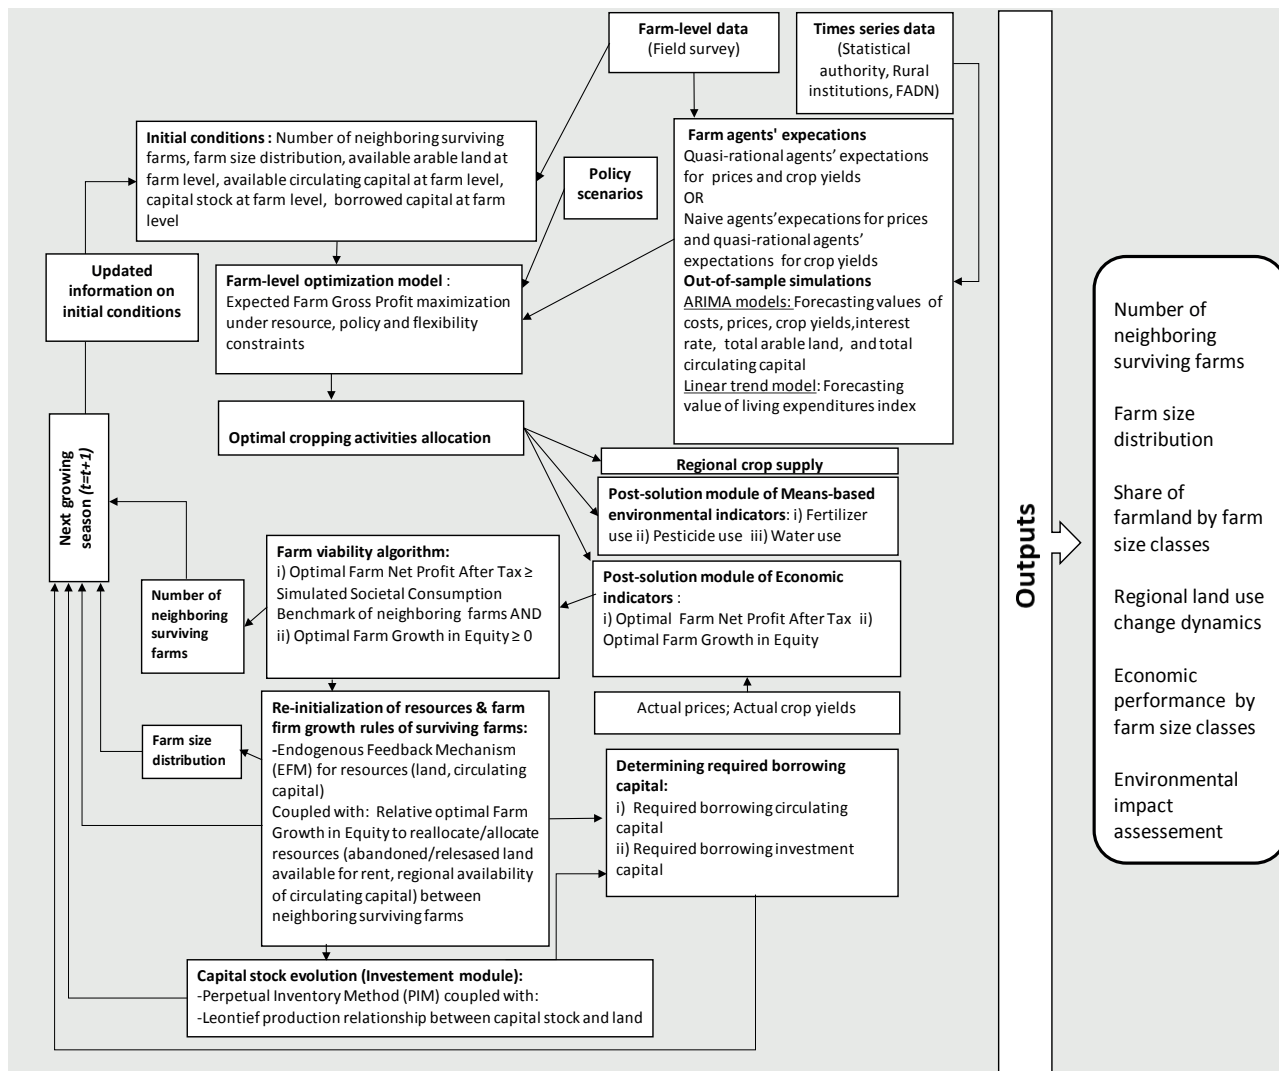 Farm-level data
(Field survey)
Times series data
(Statistical
authority, Rural
institutions, FADN)
Initial conditions : Number of neighboring surviving
farms, farm size distribution, available arable land at
farm level, available circulating capital at farm level,
capital stock at farm level, borrowed capital at farm
level
Policy
scenarios
Farm agents' expecations
Quasi-rational agents' expectations
for prices and crop yields
OR
Naive agents'expecations for prices
and quasi-rational agents'
expectations for crop yields
Out-of-sample simulations
ARIMA models: Forecasting values of
costs, prices, crop yields,interest
rate, total arable land, and total
circulating capital
Linear trend model: Forecasting
value of living expenditures index
Updated
information on
initial conditions
Farm-level optimization model :
Expected Farm Gross Profit maximization
under resource, policy and flexibility
constraints
Optimal cropping activities allocation
Regional crop supply
Post-solution module of Means-based
environmental indicators: i) Fertilizer
use ii) Pesticide use iii) Water use
Next growing
season (t=t+1)
Farm viability algorithm:
i) Optimal Farm Net Profit After Tax ≥
Simulated Societal Consumption
Benchmark of neighboring farms AND
ii) Optimal Farm Growth in Equity ≥ 0
Post-solution module of Economic
indicators :
i) Optimal Farm Net Profit After Tax ii)
Optimal Farm Growth in Equity
Number of
neighboring
surviving
farms
Actual prices; Actual crop yields
Re-initialization of resources & farm
firm growth rules of surviving farms:
-Endogenous Feedback Mechanism
(EFM) for resources (land, circulating
capital)
Coupled with: Relative optimal Farm
Growth in Equity to reallocate/allocate
resources (abandoned/relesased land
available for rent, regional availability
of circulating capital) between
neighboring surviving farms
Farm size
distribution
Determining required borrowing
capital:
i) Required borrowing circulating
capital
ii) Required borrowing investment
capital
Capital stock evolution (Investement module):
-Perpetual Inventory Method (PIM) coupled with:
-Leontief production relationship between capital stock and land
Outputs
Number of
neighboring
surviving farms
Farm size
distribution
Share of
farmland by farm
size classes
Regional land use
change dynamics
Economic
performance by
farm size classes
Environmental
impact
assessement